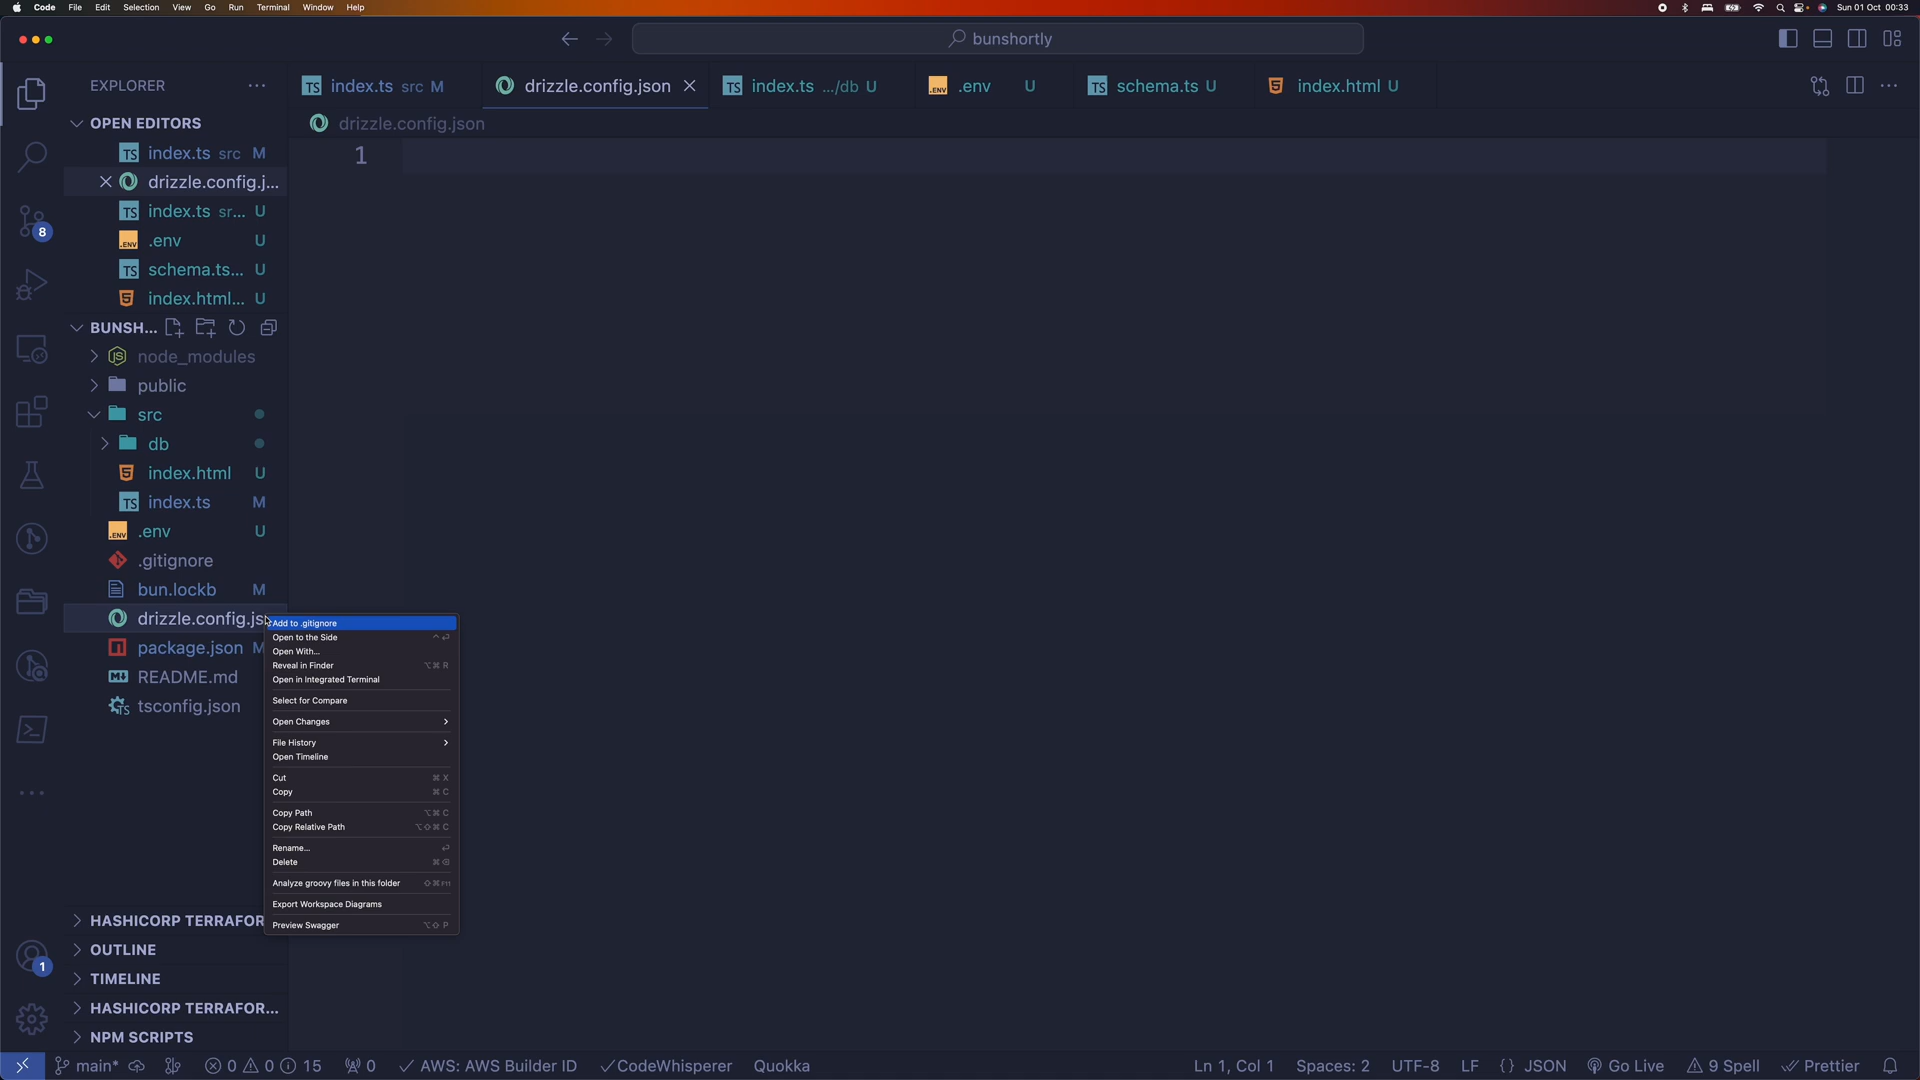 Code File Edit Selection View Go Run Terminal Window Help Sun 01 Oct 00:33
bunshortly
EXPLORER
index.ts src M
drizzle.config.json
index.ts .../db U
.env U
schema.ts U
index.html U
OPEN EDITORS
drizzle.config.json
index.ts src M
1
drizzle.config.j...
index.ts sr... U
.env U
schema.ts... U
index.html... U
8
BUNSH...
node_modules
public
src
db
index.html U
index.ts M
.env U
.gitignore
bun.lockb M
drizzle.config.js
package.json M
README.md
tsconfig.json
Add to .gitignore
Open to the Side ^ ⏎
Open With...
Reveal in Finder ⌥⌘ R
Open in Integrated Terminal
Select for Compare
Open Changes
File History
Open Timeline
Cut ⌘ X
Copy ⌘ C
Copy Path ⌥⌘ C
Copy Relative Path ⌥⇧⌘ C
Rename... ⏎
Delete ⌘⌫
Analyze groovy files in this folder ⇧⌘F11
Export Workspace Diagrams
Preview Swagger ⌥⇧ P
HASHICORP TERRAFOR
OUTLINE
1
TIMELINE
HASHICORP TERRAFOR...
NPM SCRIPTS
main* 0 0 15 0 AWS: AWS Builder ID CodeWhisperer Quokka Ln 1, Col 1 Spaces: 2 UTF-8 LF {} JSON Go Live 9 Spell Prettier